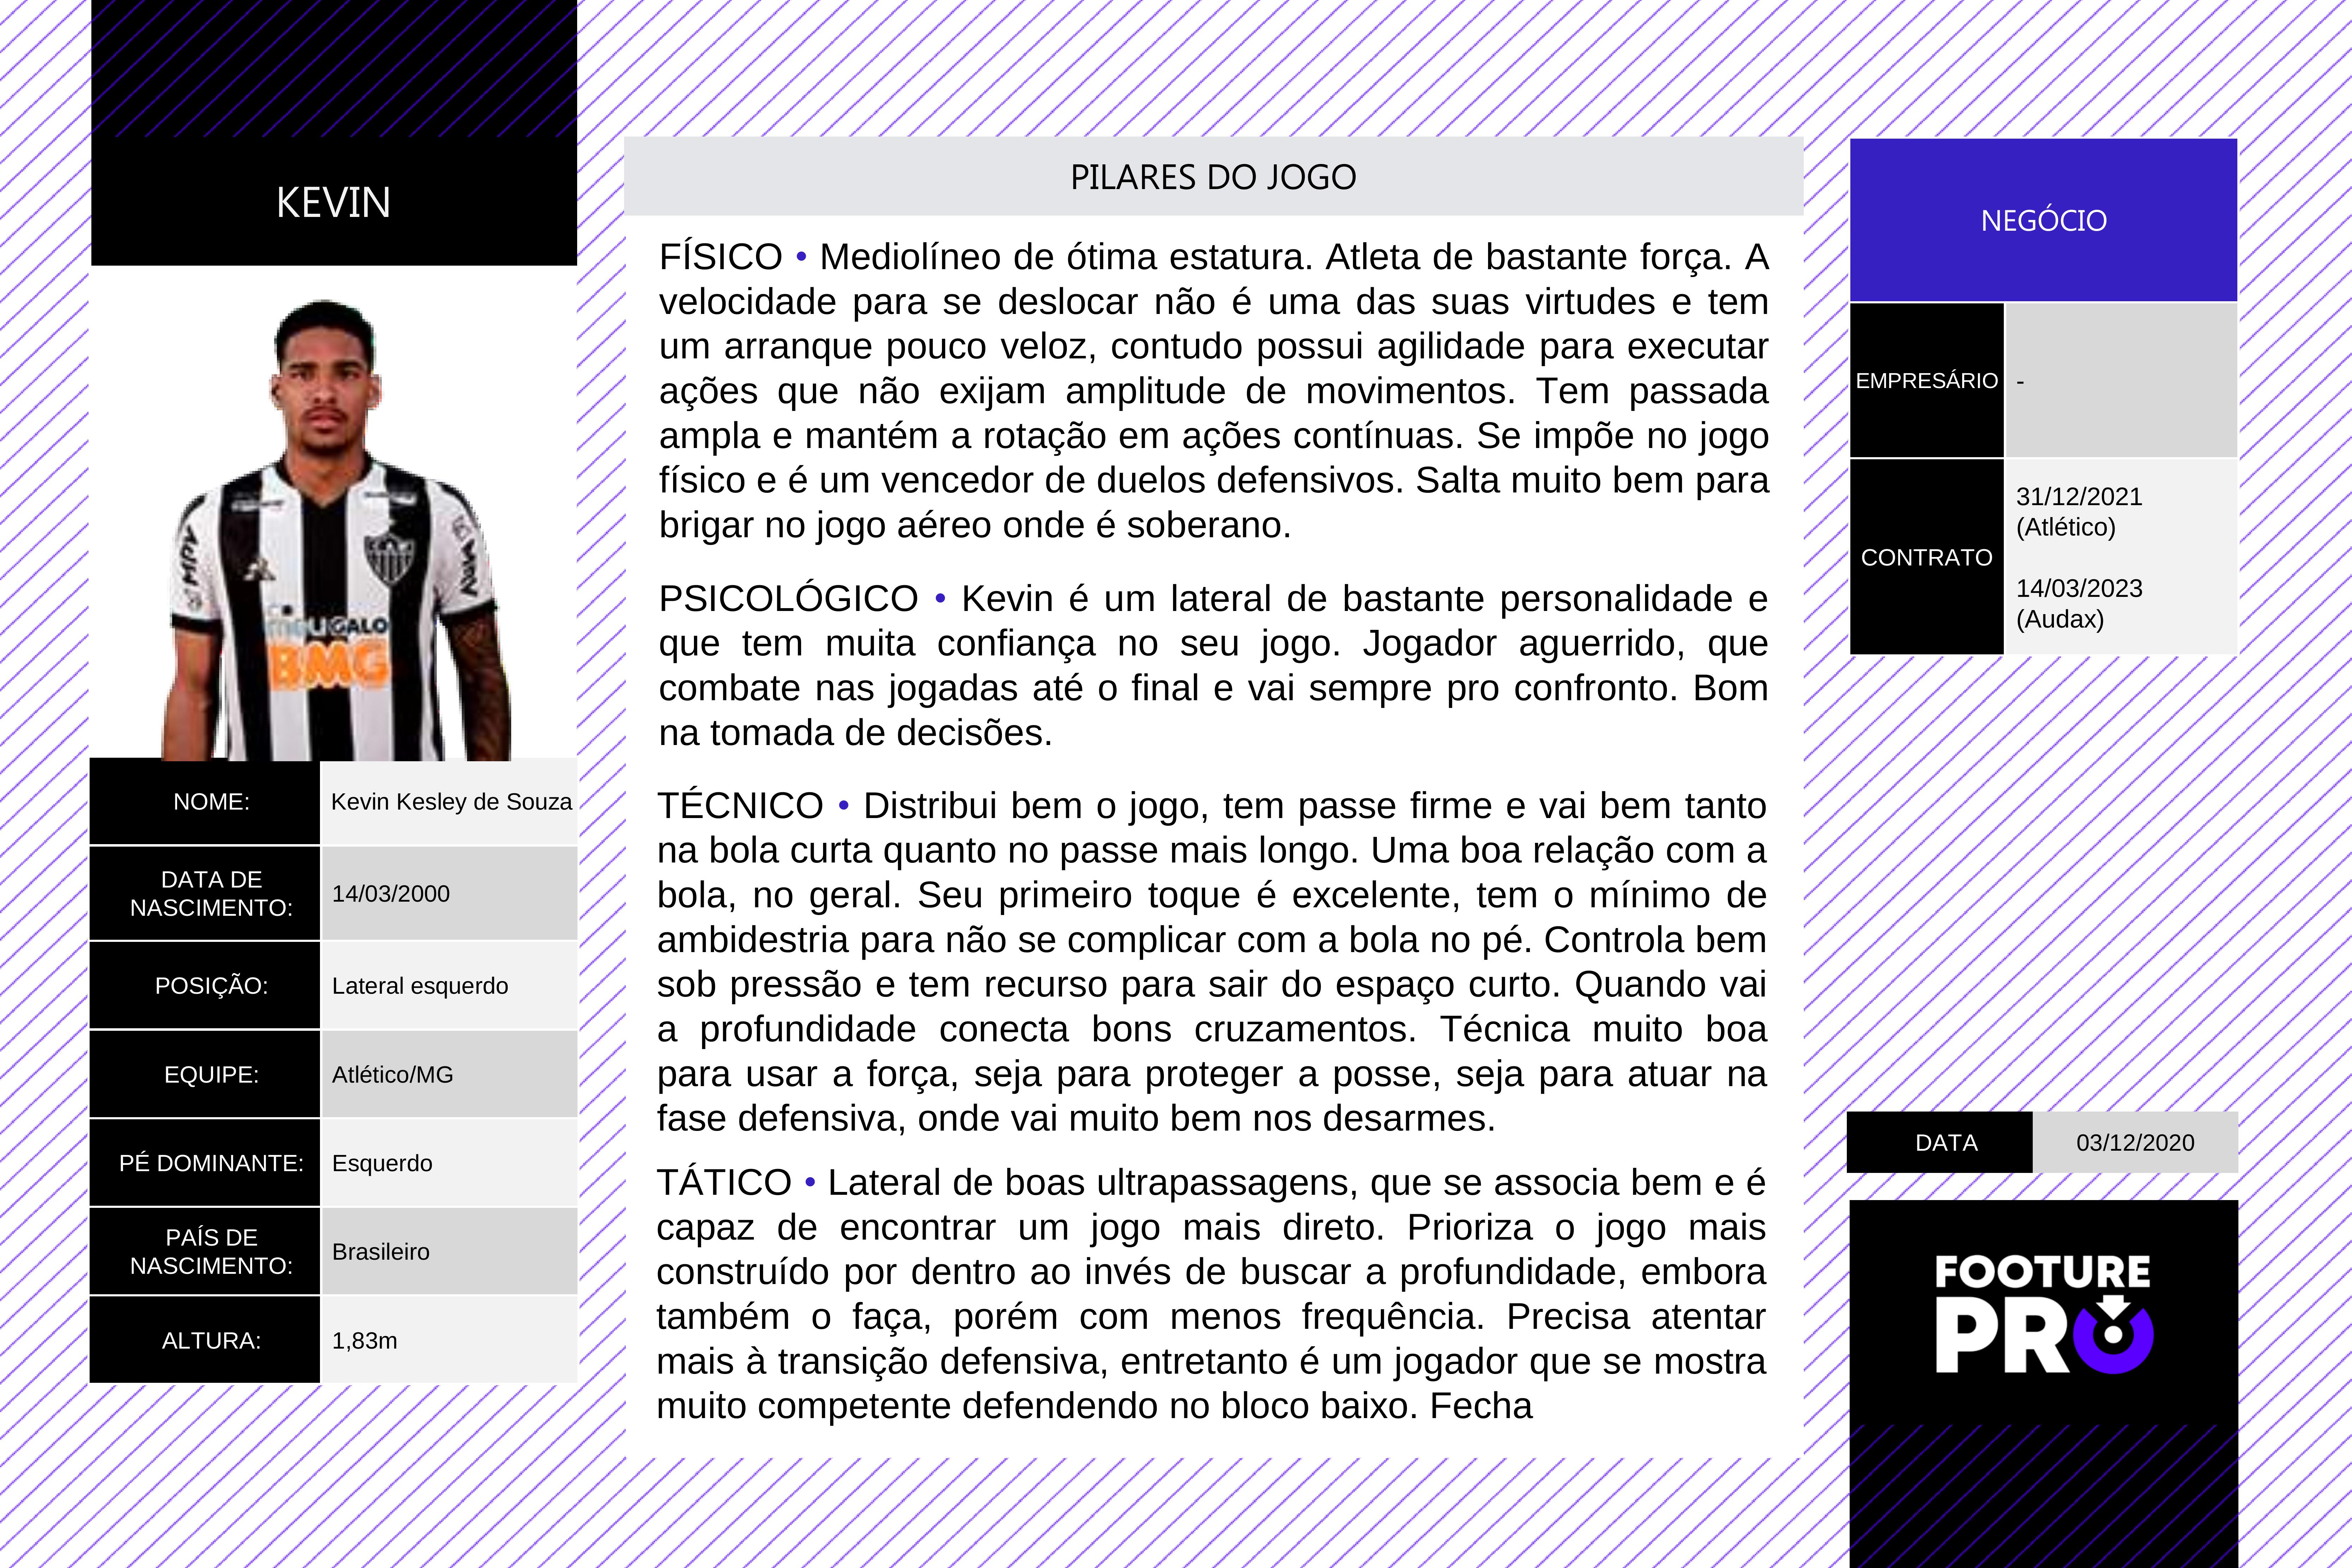 KEVIN
NOME: Kevin Kesley de Souza
DATA DE
NASCIMENTO: 14/03/2000
POSIÇÃO: Lateral esquerdo
EQUIPE: Atlético/MG
PÉ DOMINANTE: Esquerdo
PAÍS DE
NASCIMENTO: Brasileiro
ALTURA: 1,83m
BMG
PILARES DO JOGO
FÍSICO • Mediolíneo de ótima estatura. Atleta de bastante força. A
velocidade para se deslocar não é uma das suas virtudes e tem
um arranque pouco veloz, contudo possui agilidade para executar
ações que não exijam amplitude de movimentos. Tem passada
ampla e mantém a rotação em ações contínuas. Se impõe no jogo
físico e é um vencedor de duelos defensivos. Salta muito bem para
brigar no jogo aéreo onde é soberano.
PSICOLÓGICO • Kevin é um lateral de bastante personalidade e
que tem muita confiança no seu jogo. Jogador aguerrido, que
combate nas jogadas até o final e vai sempre pro confronto. Bom
na tomada de decisões.
TÉCNICO • Distribui bem o jogo, tem passe firme e vai bem tanto
na bola curta quanto no passe mais longo. Uma boa relação com a
bola, no geral. Seu primeiro toque é excelente, tem o mínimo de
ambidestria para não se complicar com a bola no pé. Controla bem
sob pressão e tem recurso para sair do espaço curto. Quando vai
a profundidade conecta bons cruzamentos. Técnica muito boa
para usar a força, seja para proteger a posse, seja para atuar na
fase defensiva, onde vai muito bem nos desarmes.
TÁTICO • Lateral de boas ultrapassagens, que se associa bem e é
capaz de encontrar um jogo mais direto. Prioriza o jogo mais
construído por dentro ao invés de buscar a profundidade, embora
também o faça, porém com menos frequência. Precisa atentar
mais à transição defensiva, entretanto é um jogador que se mostra
muito competente defendendo no bloco baixo. Fecha
NEGÓCIO
EMPRESÁRIO -
CONTRATO
31/12/2021
(Atlético)
14/03/2023
(Audax)
DATA 03/12/2020
FOOTURE
PRO